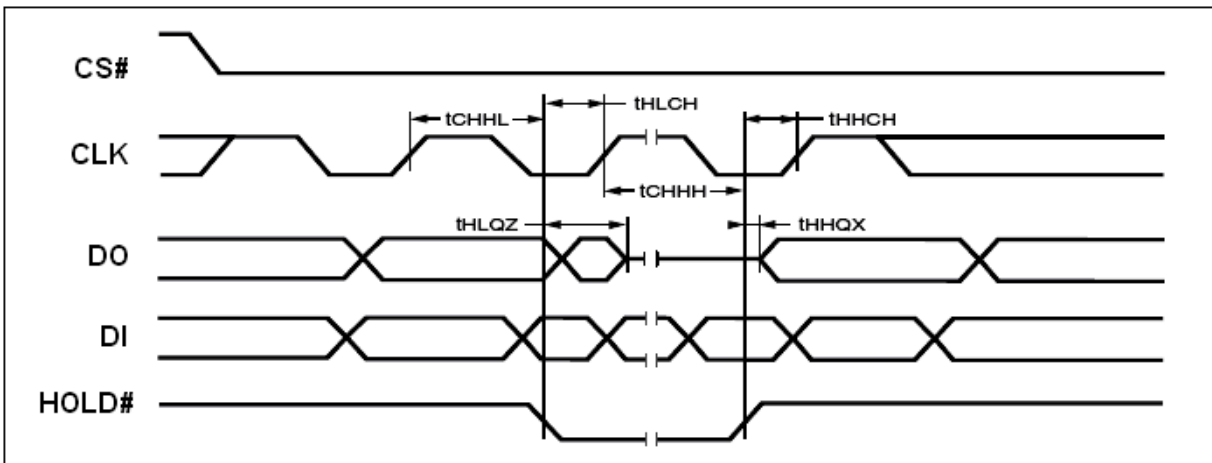 CS#
tCHHL
tHLCH
tHHCH
CLK
tCHHH
tHLQZ
tHHQX
DO
DI
HOLD#